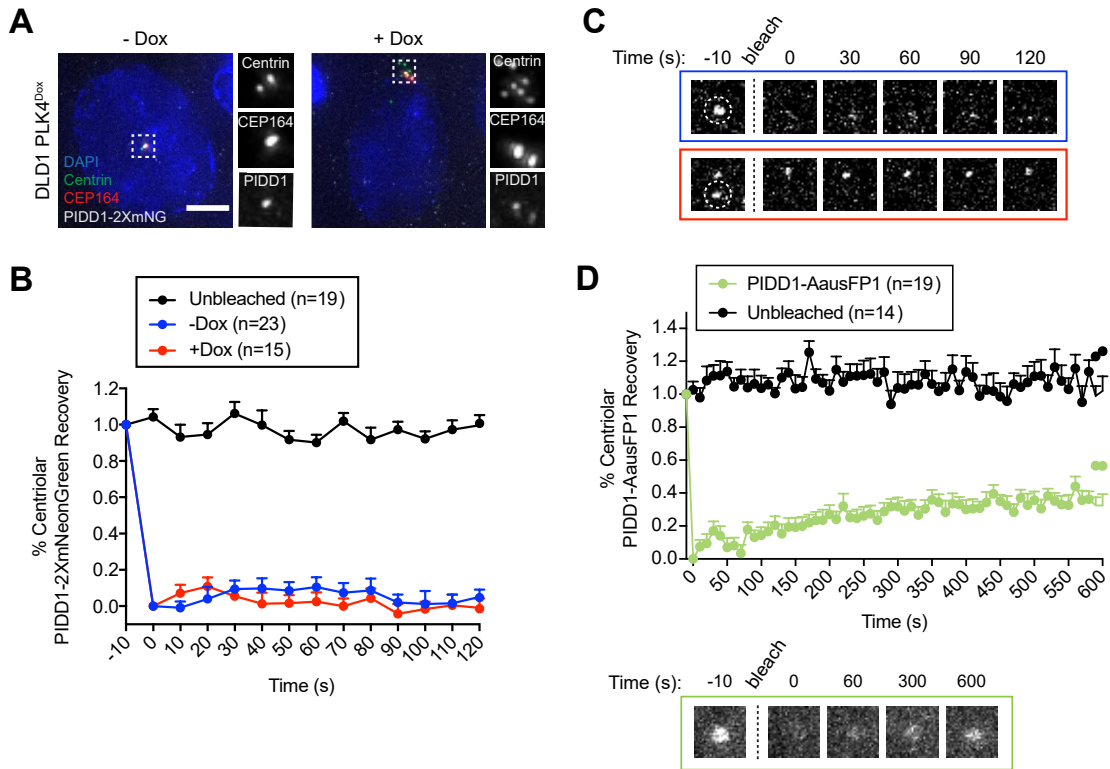 A
- Dox
+ Dox
DLD1 PLK4Dox
DAPI
Centrin
CEP164
PIDD1-2XmNG
Centrin
CEP164
PIDD1
Centrin
CEP164
PIDD1
C
Time (s):
-10
bleach
0
30
60
90
120
B
Unbleached (n=19)
-Dox (n=23)
+Dox (n=15)
% Centriolar
PIDD1-2XmNeonGreen Recovery
1.2
1.0
0.8
0.6
0.4
0.2
0.0
-10
0
10
20
30
40
50
60
70
80
90
100
110
120
Time (s)
D
PIDD1-AausFP1 (n=19)
Unbleached (n=14)
% Centriolar
PIDD1-AausFP1 Recovery
1.4
1.2
1.0
0.8
0.6
0.4
0.2
0.0
0
50
100
150
200
250
300
350
400
450
500
550
600
Time (s)
Time (s):
-10
bleach
0
60
300
600